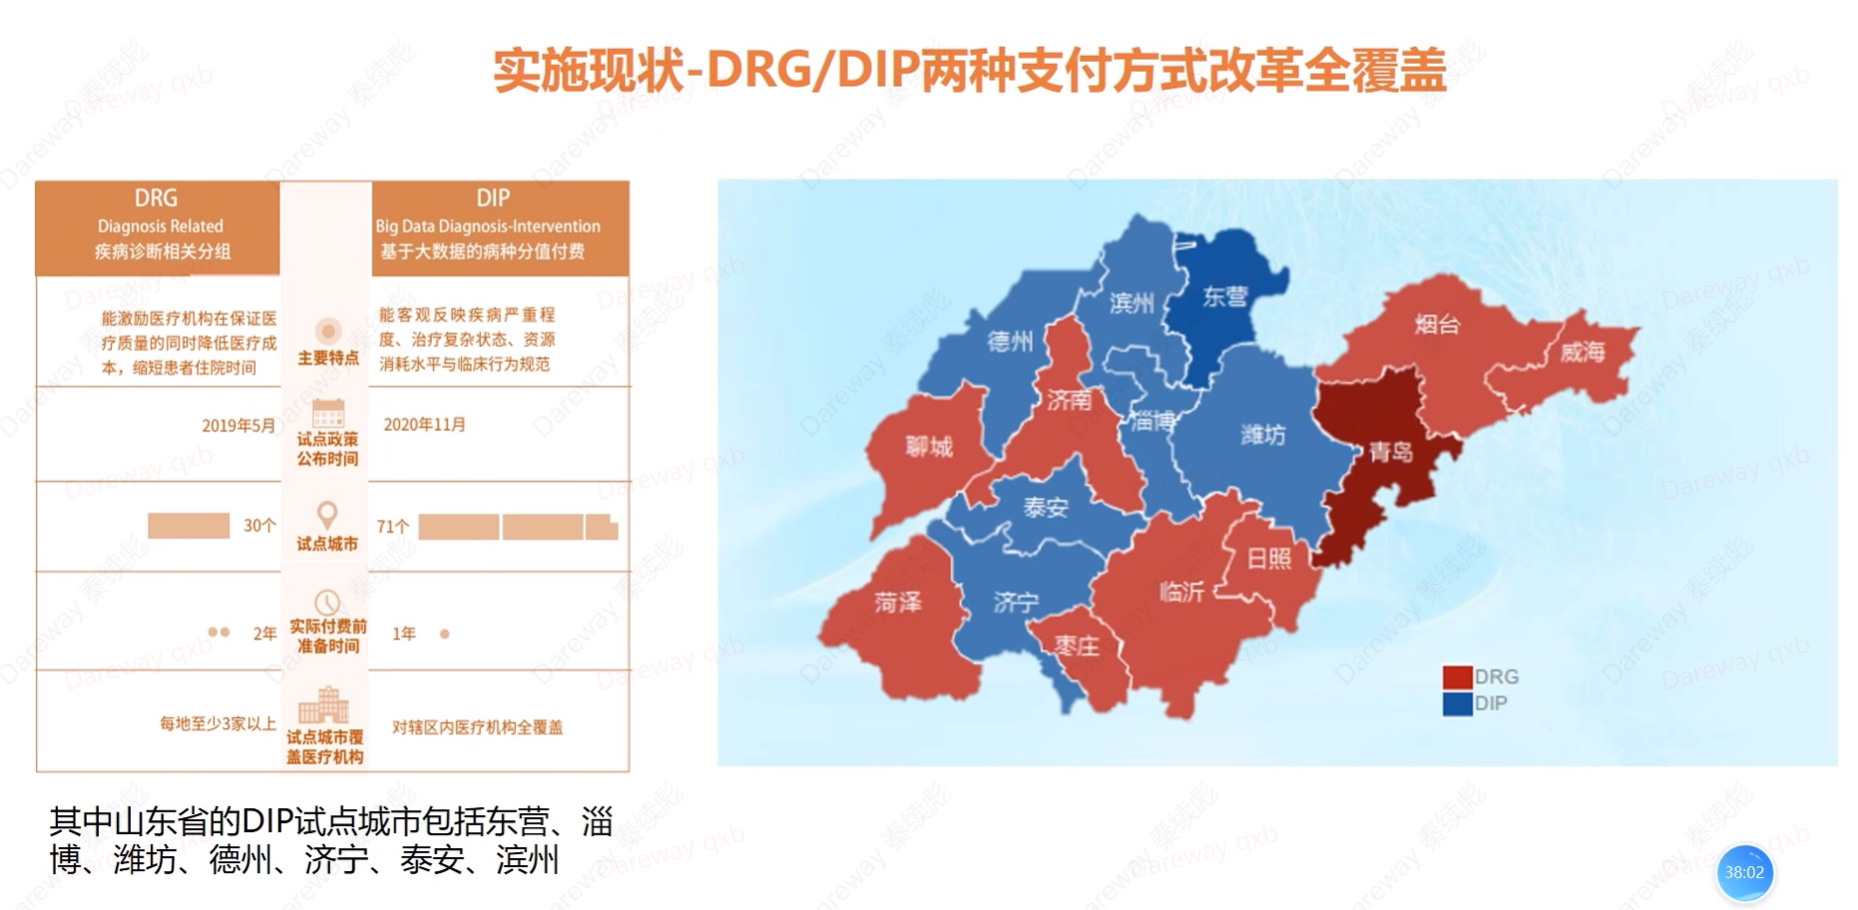 实施现状-DRG/DIP两种支付方式改革全覆盖
DRG
Diagnosis Related
疾病诊断相关分组
DIP
Big Data Diagnosis-Intervention
基于大数据的病种分值付费
能激励医疗机构在保证医
疗质量的同时降低医疗成
本，缩短患者住院时间
主要特点
能客观反映疾病严重程
度、治疗复杂状态、资源
消耗水平与临床行为规范
2019年5月
试点政策
公布时间
2020年11月
30个
试点城市
71个
2年
实际付费前
准备时间
1年
每地至少3家以上
试点城市覆
盖医疗机构
对辖区内医疗机构全覆盖
其中山东省的DIP试点城市包括东营、淄
博、潍坊、德州、济宁、泰安、滨州
滨州
东营
德州
烟台
威海
济南
淄博
聊城
潍坊
青岛
泰安
日照
菏泽
济宁
临沂
枣庄
DRG
DIP
38:02
Dareway 秦续彪
Dareway qxb